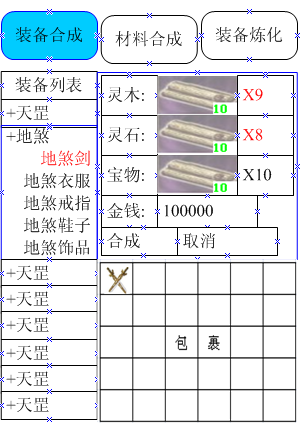 装备合成 材料合成 装备炼化
装备列表
+天罡
+地煞
地煞剑
地煞衣服
地煞戒指
地煞鞋子
地煞饰品
+天罡
+天罡
+天罡
+天罡
+天罡
+天罡
灵木: 10 X9
灵石: 10 X8
宝物: 10 X10
金钱: 100000
合成 取消
包裹